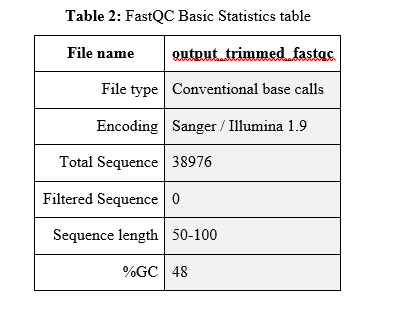 Table 2: FastQC Basic Statistics table
File name output_trimmed_fastqc
File type Conventional base calls
Encoding Sanger / Illumina 1.9
Total Sequence 38976
Filtered Sequence 0
Sequence length 50-100
%GC 48